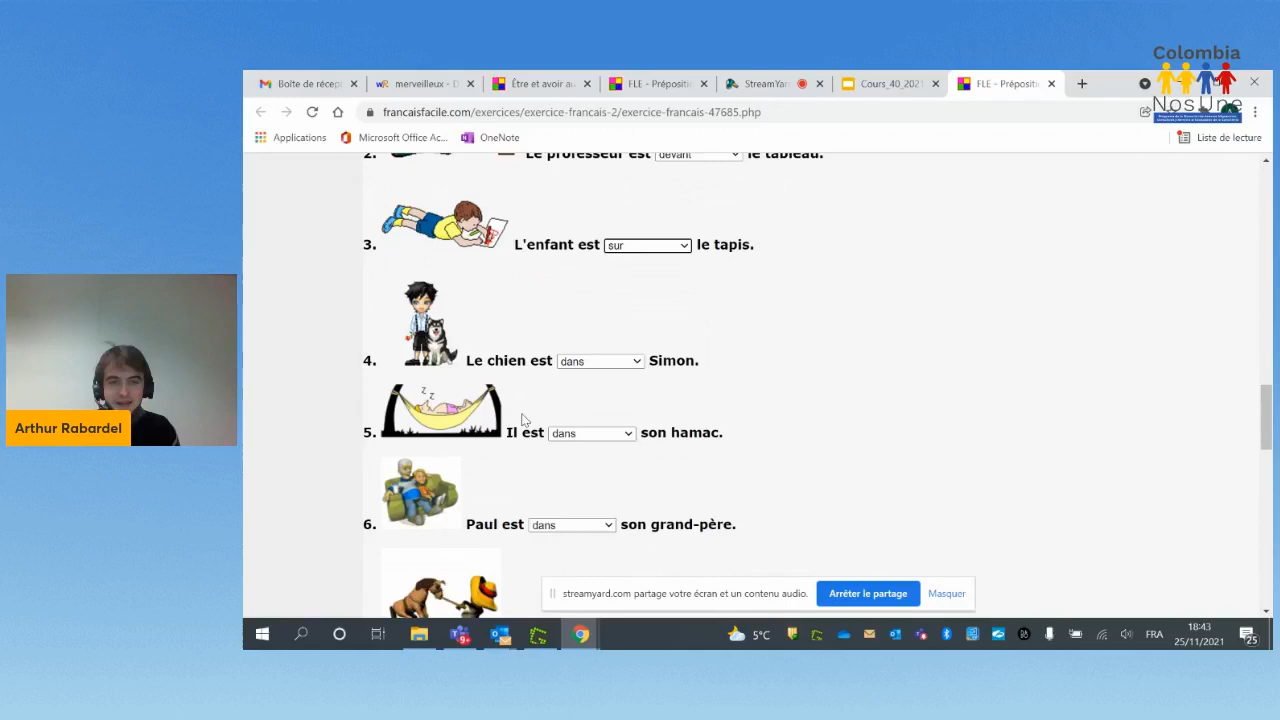 Colombia
NosUne
Boîte de récepi
merveilleux - D
Être et avoir au
FLE - Prépositi
StreamYar
Cours_40_2021
FLE - Prépositi
francaisfacile.com/exercices/exercice-francais-2/exercice-francais-47685.php
Applications
Microsoft Office Ac...
OneNote
Liste de lecture
2. Le professeur est devant le tableau.
3. L'enfant est sur le tapis.
4. Le chien est dans Simon.
z z
5. Il est dans son hamac.
6. Paul est dans son grand-père.
streamyard.com partage votre écran et un contenu audio.
Arrêter le partage
Masquer
Arthur Rabardel
5°C
FRA
18:43
25/11/2021
25